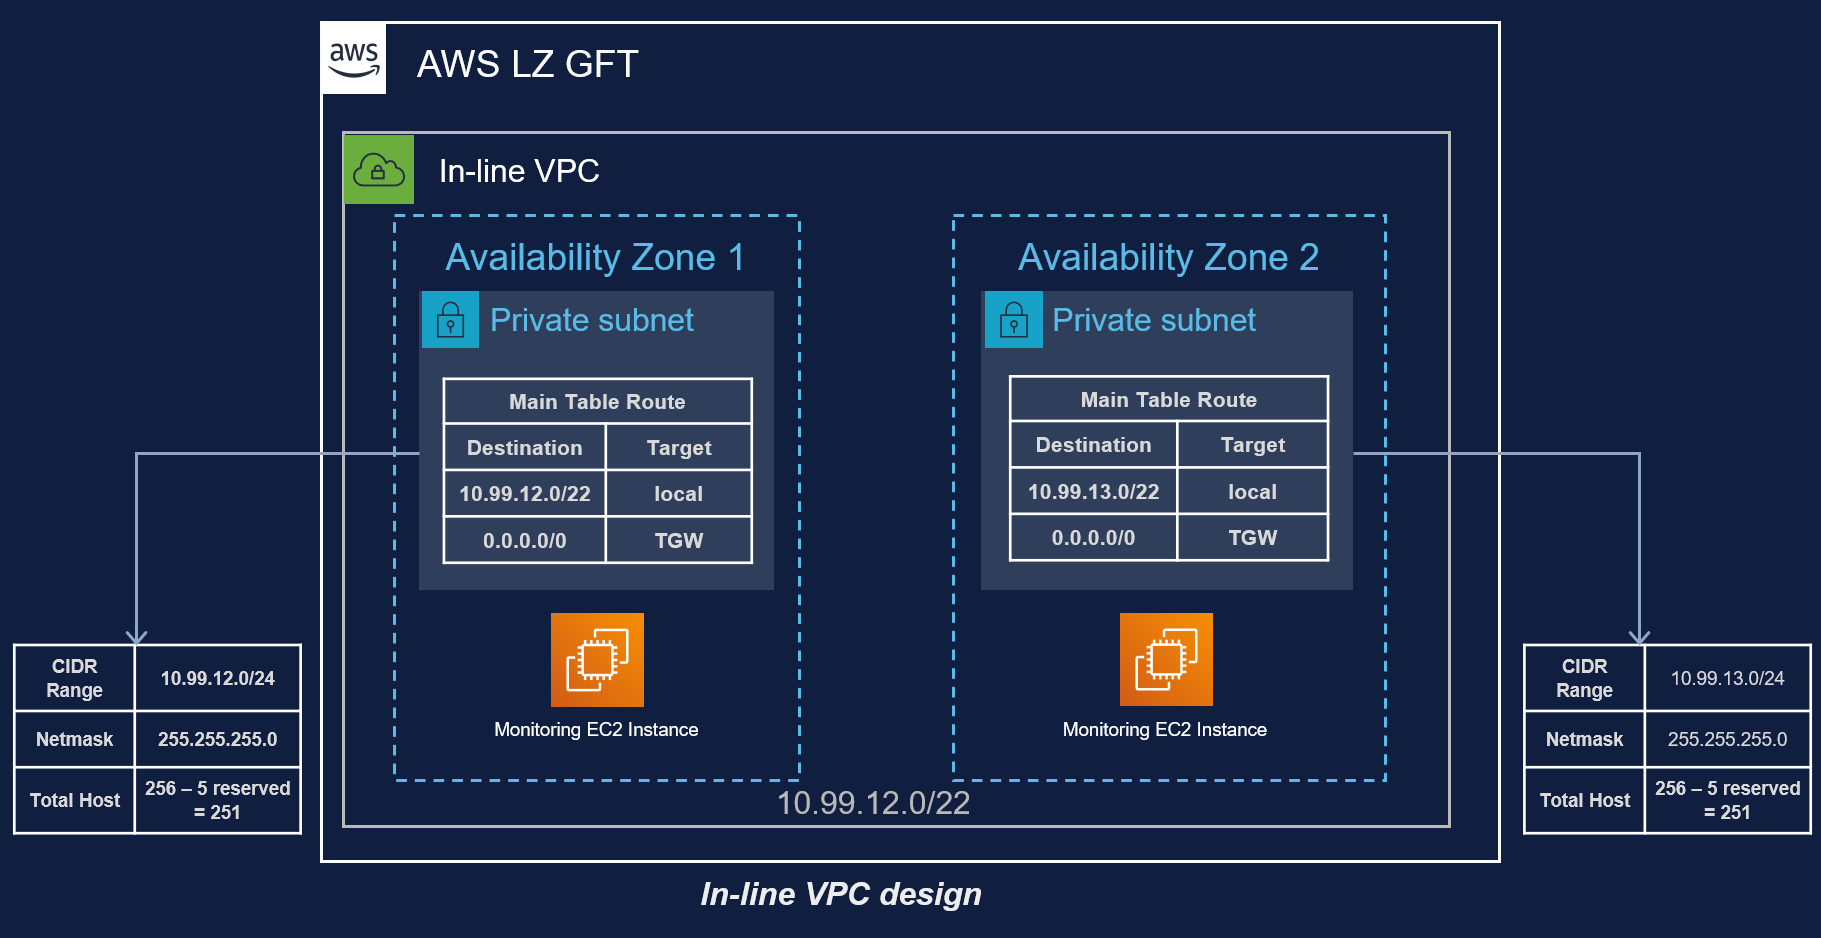 aws
AWS LZ GFT
In-line VPC
Availability Zone 1
Private subnet
Main Table Route
Destination Target
10.99.12.0/22 local
0.0.0.0/0 TGW
Monitoring EC2 Instance
Availability Zone 2
Private subnet
Main Table Route
Destination Target
10.99.13.0/22 local
0.0.0.0/0 TGW
Monitoring EC2 Instance
10.99.12.0/22
CIDR
Range
10.99.12.0/24
Netmask 255.255.255.0
Total Host
256 – 5 reserved
= 251
CIDR
Range
10.99.13.0/24
Netmask 255.255.255.0
Total Host
256 – 5 reserved
= 251
In-line VPC design